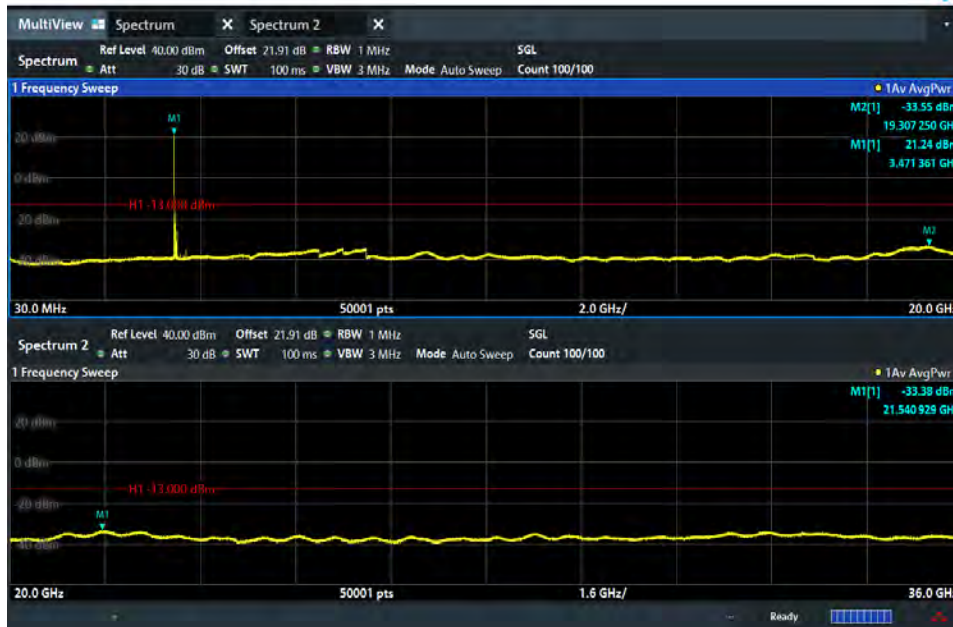 MultiView Spectrum X Spectrum 2 X
Ref Level 40.00 dBm Offset 21.91 dB RBW 1 MHz SGL
Spectrum Att 30 dB SWT 100 ms VBW 3 MHz Mode Auto Sweep Count 100/100
1 Frequency Sweep 1Av AvgPwr
M2[1] -33.55 dBm
19.307 250 GH
M1[1] 21.24 dBm
3.471 361 GH
M1
20 dBm
0 dBm
H1 -13.000 dBm
-20 dBm
M2
-40 dBm
30.0 MHz 50001 pts 2.0 GHz/ 20.0 GH
Ref Level 40.00 dBm Offset 21.91 dB RBW 1 MHz SGL
Spectrum 2 Att 30 dB SWT 100 ms VBW 3 MHz Mode Auto Sweep Count 100/100
1 Frequency Sweep 1Av AvgPwr
M1[1] -33.38 dBm
21.540 929 GH
20 dBm
0 dBm
H1 -13.000 dBm
-20 dBm
M1
-40 dBm
20.0 GHz 50001 pts 1.6 GHz/ 36.0 GH
Ready